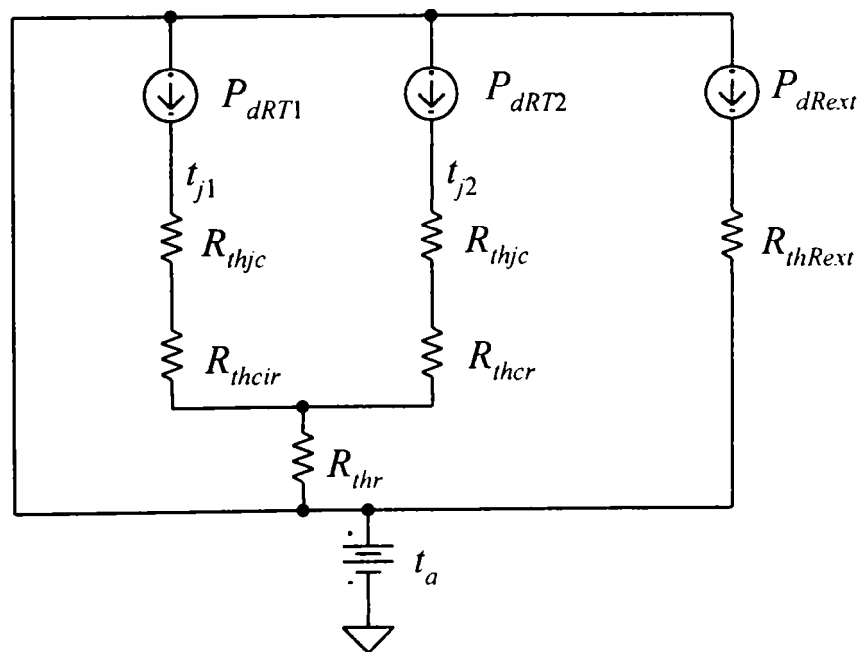 P_dRT1
P_dRT2
P_dRext
t_j1
t_j2
R_thjc
R_thjc
R_thRext
R_thcir
R_thcr
R_thr
t_a